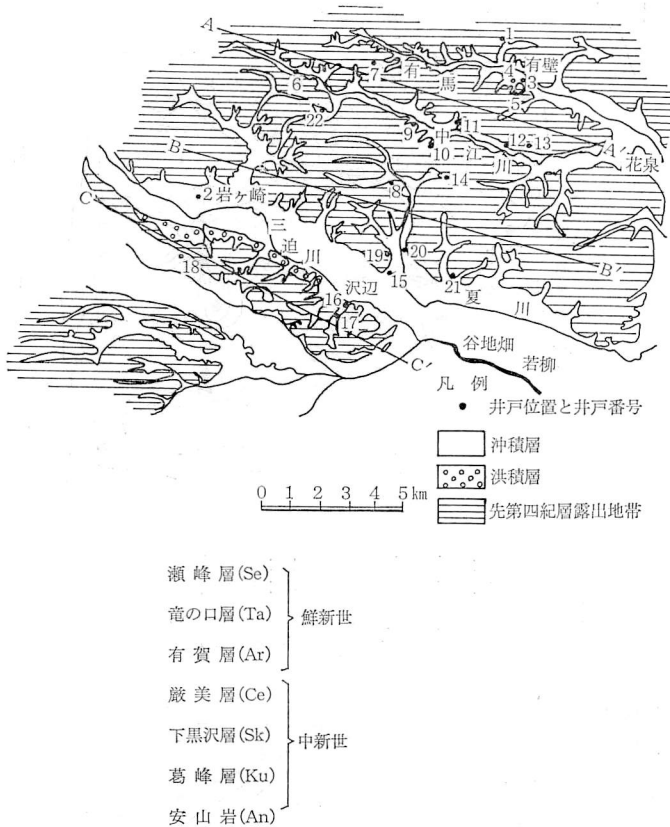 A
1
有壁
4
3
7
有
馬
5
6
22
9
11
中
10
江
12
13
川
A'
花泉
14
B
8
C
2
岩ヶ崎
三
迫
川
18
19
20
15
B'
21
夏
川
16
沢辺
17
C'
谷地畑
若柳
凡 例
井戸位置と井戸番号
沖積層
洪積層
先第四紀層露出地帯
0 1 2 3 4 5 km
瀬峰層(Se)
竜の口層(Ta)
有賀層(Ar)
鮮新世
厳美層(Ce)
下黒沢層(Sk)
葛峰層(Ku)
安山岩(An)
中新世